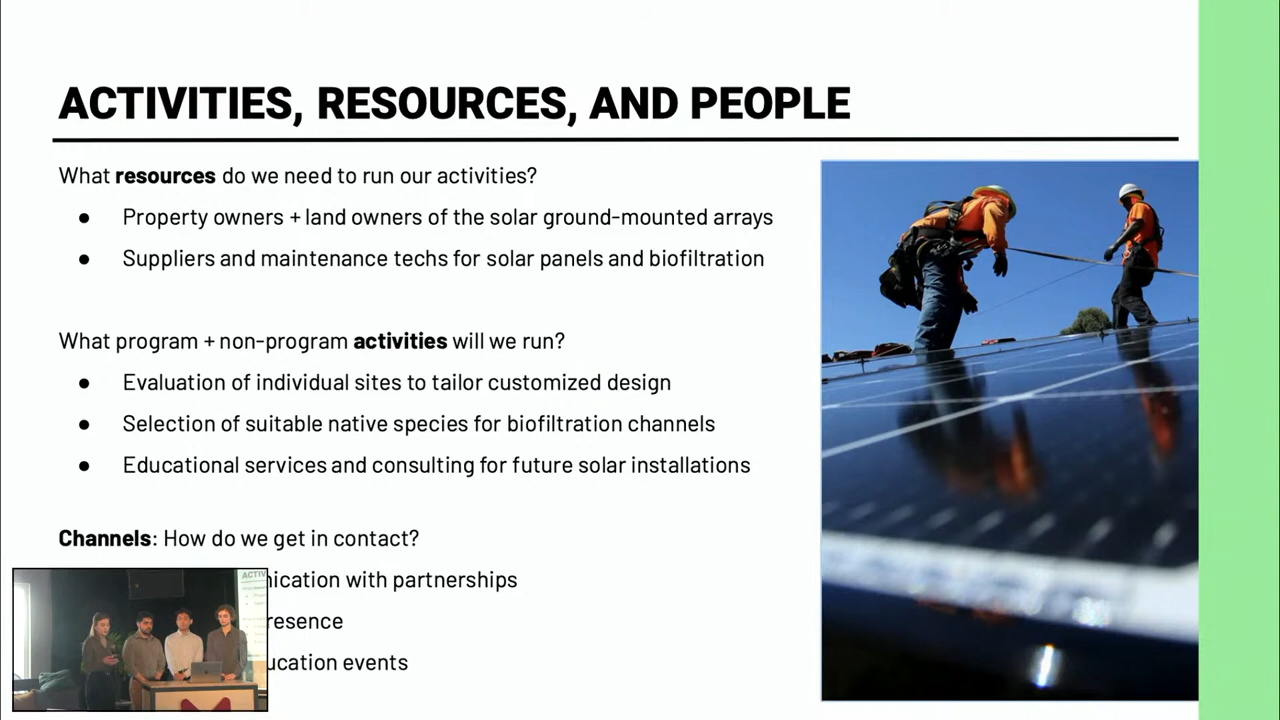 ACTIVITIES, RESOURCES, AND PEOPLE
What resources do we need to run our activities?
● Property owners + land owners of the solar ground-mounted arrays
● Suppliers and maintenance techs for solar panels and biofiltration
What program + non-program activities will we run?
● Evaluation of individual sites to tailor customized design
● Selection of suitable native species for biofiltration channels
● Educational services and consulting for future solar installations
Channels: How do we get in contact?
with partnerships
events